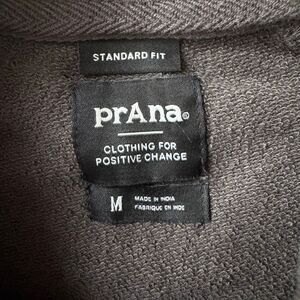 STANDARD FIT
prAna®
CLOTHING FOR
POSITIVE CHANGE
M
MADE IN INDIA
FABRIQUÉ EN INDE